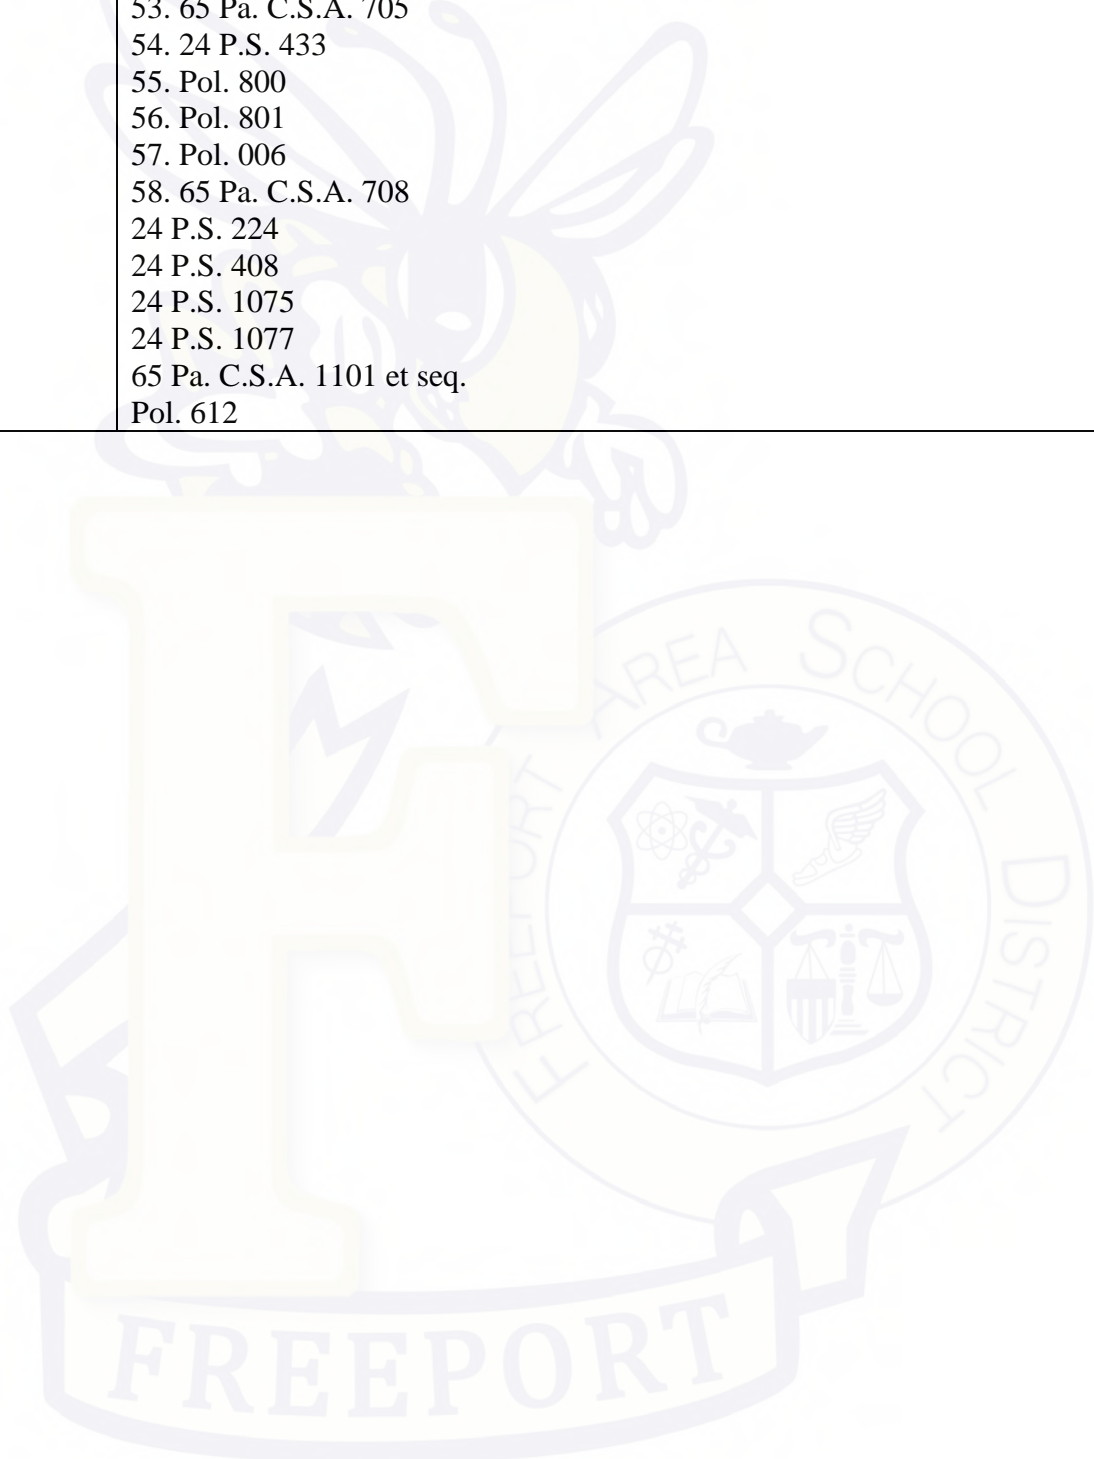 53. 65 Pa. C.S.A. 705
54. 24 P.S. 433
55. Pol. 800
56. Pol. 801
57. Pol. 006
58. 65 Pa. C.S.A. 708
24 P.S. 224
24 P.S. 408
24 P.S. 1075
24 P.S. 1077
65 Pa. C.S.A. 1101 et seq.
Pol. 612
FREEPORT AREA SCHOOL DISTRICT
FREEPORT